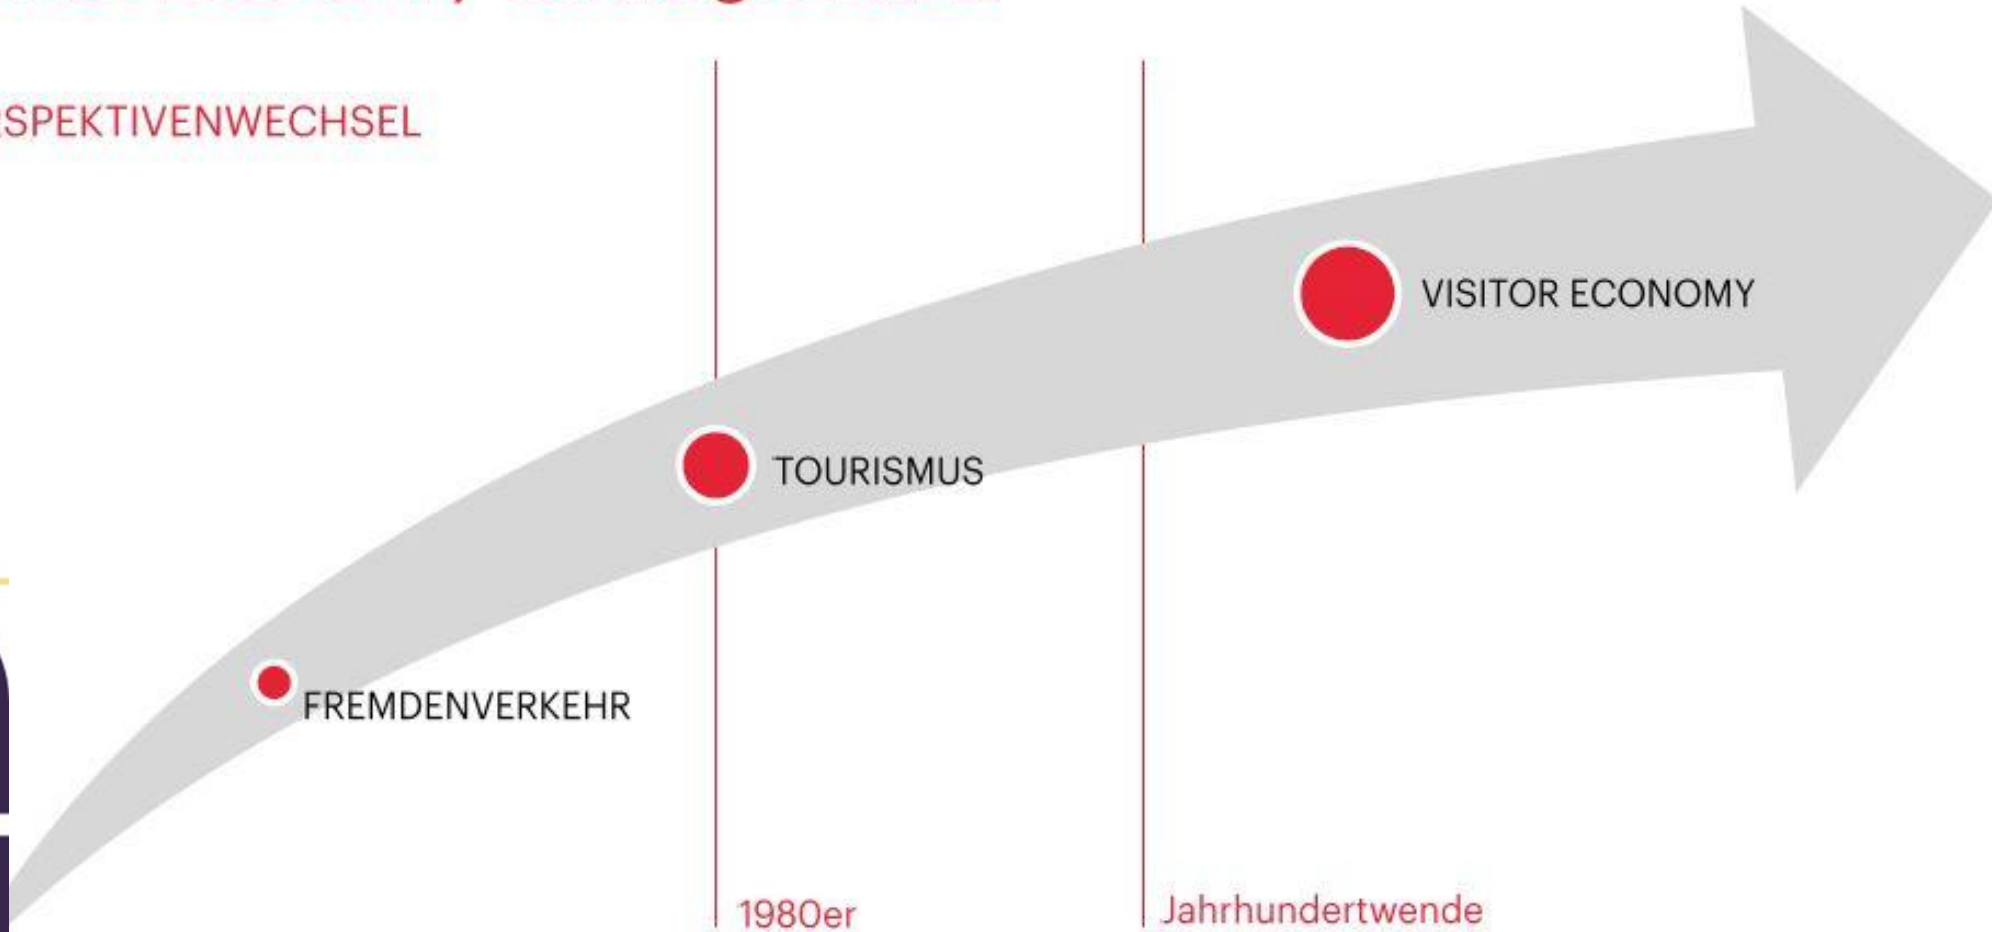 SPEKTIVENWECHSEL
VISITOR ECONOMY
TOURISMUS
FREMDENVERKEHR
1980er
Jahrhundertwende